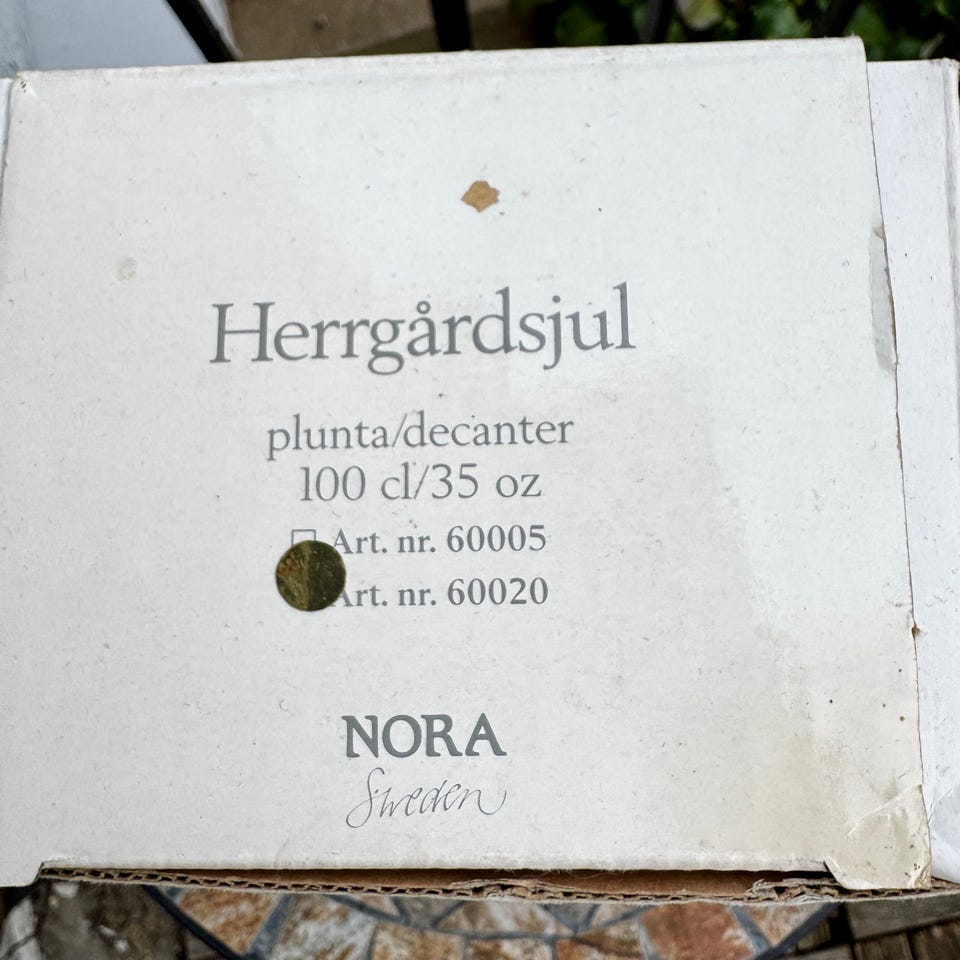 Herrgårdsjul
plunta/decanter
100 cl/35 oz
Art. nr. 60005
Art. nr. 60020
NORA
Sweden